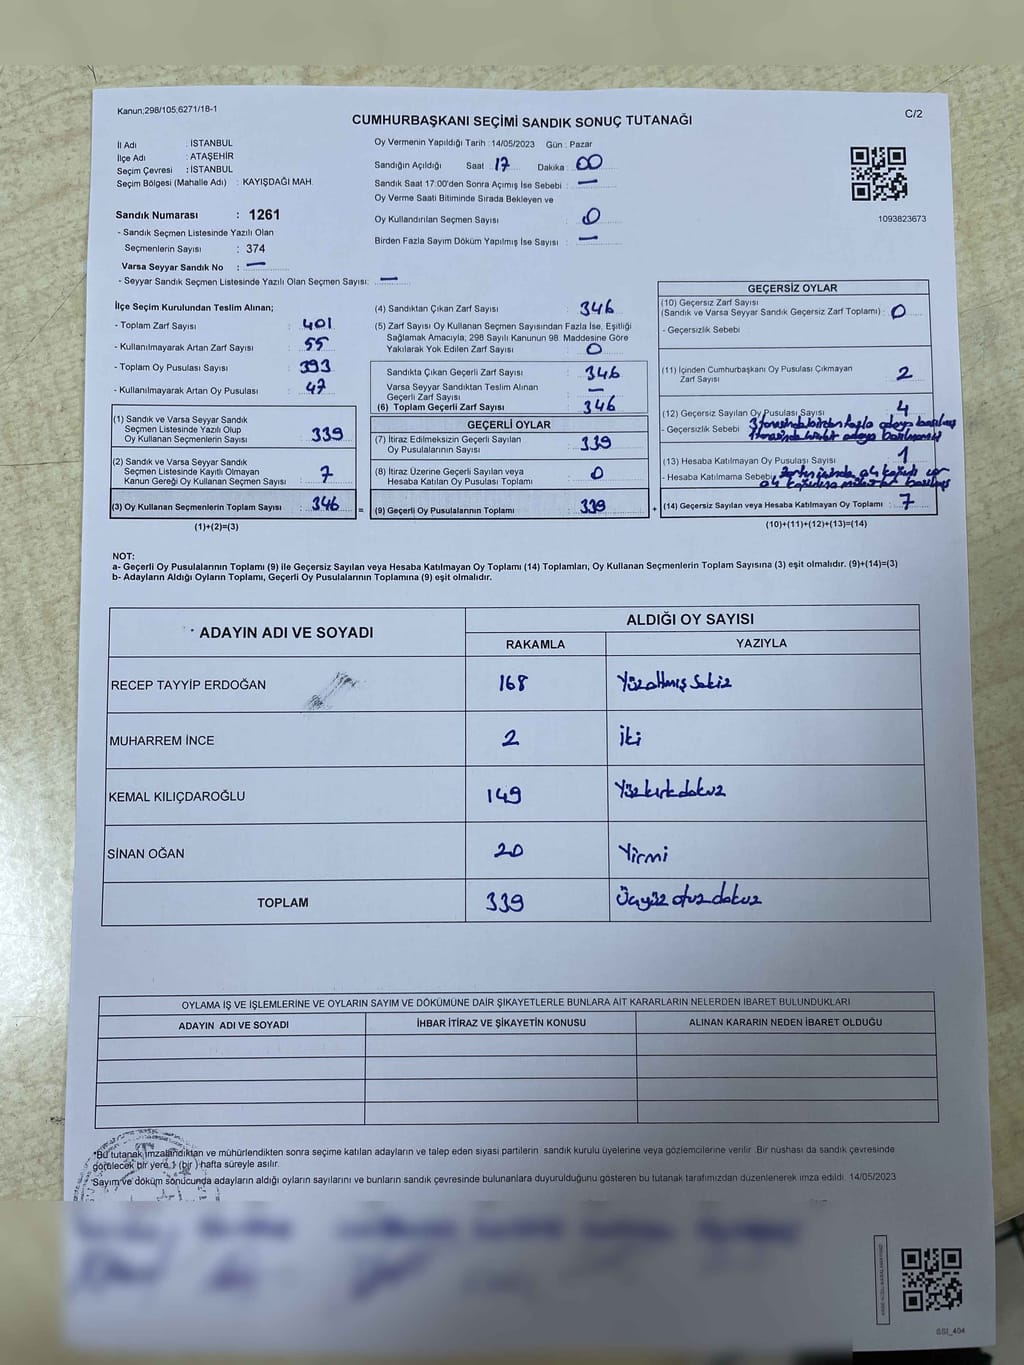 Kanun;298/105,6271/18-1
C/2
CUMHURBAŞKANI SEÇİMİ SANDIK SONUÇ TUTANAĞI
İl Adı : İSTANBUL
İlçe Adı : ATAŞEHİR
Seçim Çevresi : İSTANBUL
Seçim Bölgesi (Mahalle Adı) : KAYIŞDAĞI MAH.
Sandık Numarası : 1261
- Sandık Seçmen Listesinde Yazılı Olan
Seçmenlerin Sayısı : 374
Varsa Seyyar Sandık No : —
- Seyyar Sandık Seçmen Listesinde Yazılı Olan Seçmen Sayısı: —
Oy Vermenin Yapıldığı Tarih : 14/05/2023 Gün : Pazar
Sandığın Açıldığı Saat 17 Dakika : 00
Sandık Saat 17:00'den Sonra Açımış İse Sebebi : —
Oy Verme Saati Bitiminde Sırada Bekleyen ve
Oy Kullandırılan Seçmen Sayısı : 0
Birden Fazla Sayım Döküm Yapılmış İse Sayısı : —
1093823673
İlçe Seçim Kurulundan Teslim Alınan;
- Toplam Zarf Sayısı : 401
- Kullanılmayarak Artan Zarf Sayısı : 55
- Toplam Oy Pusulası Sayısı : 393
- Kullanılmayarak Artan Oy Pusulası : 47
(1) Sandık ve Varsa Seyyar Sandık
Seçmen Listesinde Yazılı Olup
Oy Kullanan Seçmenlerin Sayısı : 339
(2) Sandık ve Varsa Seyyar Sandık
Seçmen Listesinde Kayıtlı Olmayan
Kanun Gereği Oy Kullanan Seçmen Sayısı : 7
(3) Oy Kullanan Seçmenlerin Toplam Sayısı : 346 =
(1)+(2)=(3)
(4) Sandıktan Çıkan Zarf Sayısı : 346
(5) Zarf Sayısı Oy Kullanan Seçmen Sayısından Fazla İse, Eşitliği
Sağlamak Amacıyla, 298 Sayılı Kanunun 98. Maddesine Göre
Yakılarak Yok Edilen Zarf Sayısı : 0
Sandıkta Çıkan Geçerli Zarf Sayısı : 346
Varsa Seyyar Sandıktan Teslim Alınan
Geçerli Zarf Sayısı : —
(6) Toplam Geçerli Zarf Sayısı : 346
GEÇERLİ OYLAR
(7) İtiraz Edilmeksizin Geçerli Sayılan
Oy Pusulalarının Sayısı : 339
(8) İtiraz Üzerine Geçerli Sayılan veya
Hesaba Katılan Oy Pusulası Toplamı : 0
(9) Geçerli Oy Pusulalarının Toplamı : 339 +
GEÇERSİZ OYLAR
(10) Geçersiz Zarf Sayısı
(Sandık ve Varsa Seyyar Sandık Geçersiz Zarf Toplamı) : 0
- Geçersizlik Sebebi
(11) İçinden Cumhurbaşkanı Oy Pusulası Çıkmayan
Zarf Sayısı 2
(12) Geçersiz Sayılan Oy Pusulası Sayısı 4
- Geçersizlik Sebebi 3 tanesinde birden fazla adaya basılmış
1 tanesinde hiçbir adaya basılmamış
(13) Hesaba Katılmayan Oy Pusulası Sayısı 1
- Hesaba Katılmama Sebebi
(14) Geçersiz Sayılan veya Hesaba Katılmayan Oy Toplamı : 7
(10)+(11)+(12)+(13)=(14)
NOT:
a- Geçerli Oy Pusulalarının Toplamı (9) ile Geçersiz Sayılan veya Hesaba Katılmayan Oy Toplamı (14) Toplamları, Oy Kullanan Seçmenlerin Toplam Sayısına (3) eşit olmalıdır. (9)+(14)=(3)
b- Adayların Aldığı Oyların Toplamı, Geçerli Oy Pusulalarının Toplamına (9) eşit olmalıdır.
ADAYIN ADI VE SOYADI
ALDIĞI OY SAYISI
RAKAMLA YAZIYLA
RECEP TAYYİP ERDOĞAN 168 Yüzaltmış Sekiz
MUHARREM İNCE 2 İki
KEMAL KILIÇDAROĞLU 149 Yüzkırkdokuz
SİNAN OĞAN 20 Yirmi
TOPLAM 339 Üçyüz otuz dokuz
OYLAMA İŞ VE İŞLEMLERİNE VE OYLARIN SAYIM VE DÖKÜMÜNE DAİR ŞİKAYETLERLE BUNLARA AİT KARARLARIN NELERDEN İBARET BULUNDUKLARI
ADAYIN ADI VE SOYADI İHBAR İTİRAZ VE ŞİKAYETİN KONUSU ALINAN KARARIN NEDEN İBARET OLDUĞU
*Bu tutanak imzalandıktan ve mühürlendikten sonra seçime katılan adayların ve talep eden siyasi partilerin sandık kurulu üyelerine veya gözlemcilerine verilir .Bir nüshası da sandık çevresinde
görülecek bir yere 1 (bir ) hafta süreyle asılır.
*Sayım ve döküm sonucunda adayların aldığı oyların sayılarını ve bunların sandık çevresinde bulunanlara duyurulduğunu gösteren bu tutanak tarafımızdan düzenlenerek imza edildi. 14/05/2023
SSI_404